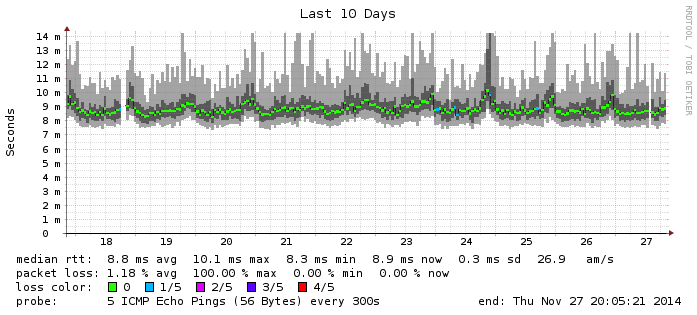 Last 10 Days
RRDTOOL / TOBI OETIKER
Seconds
14 m
13 m
12 m
11 m
10 m
9 m
8 m
7 m
6 m
5 m
4 m
3 m
2 m
1 m
0
18 19 20 21 22 23 24 25 26 27
median rtt: 8.8 ms avg 10.1 ms max 8.3 ms min 8.9 ms now 0.3 ms sd 26.9 am/s
packet loss: 1.18 % avg 100.00 % max 0.00 % min 0.00 % now
loss color: 0 1/5 2/5 3/5 4/5
probe: 5 ICMP Echo Pings (56 Bytes) every 300s end: Thu Nov 27 20:05:21 2014